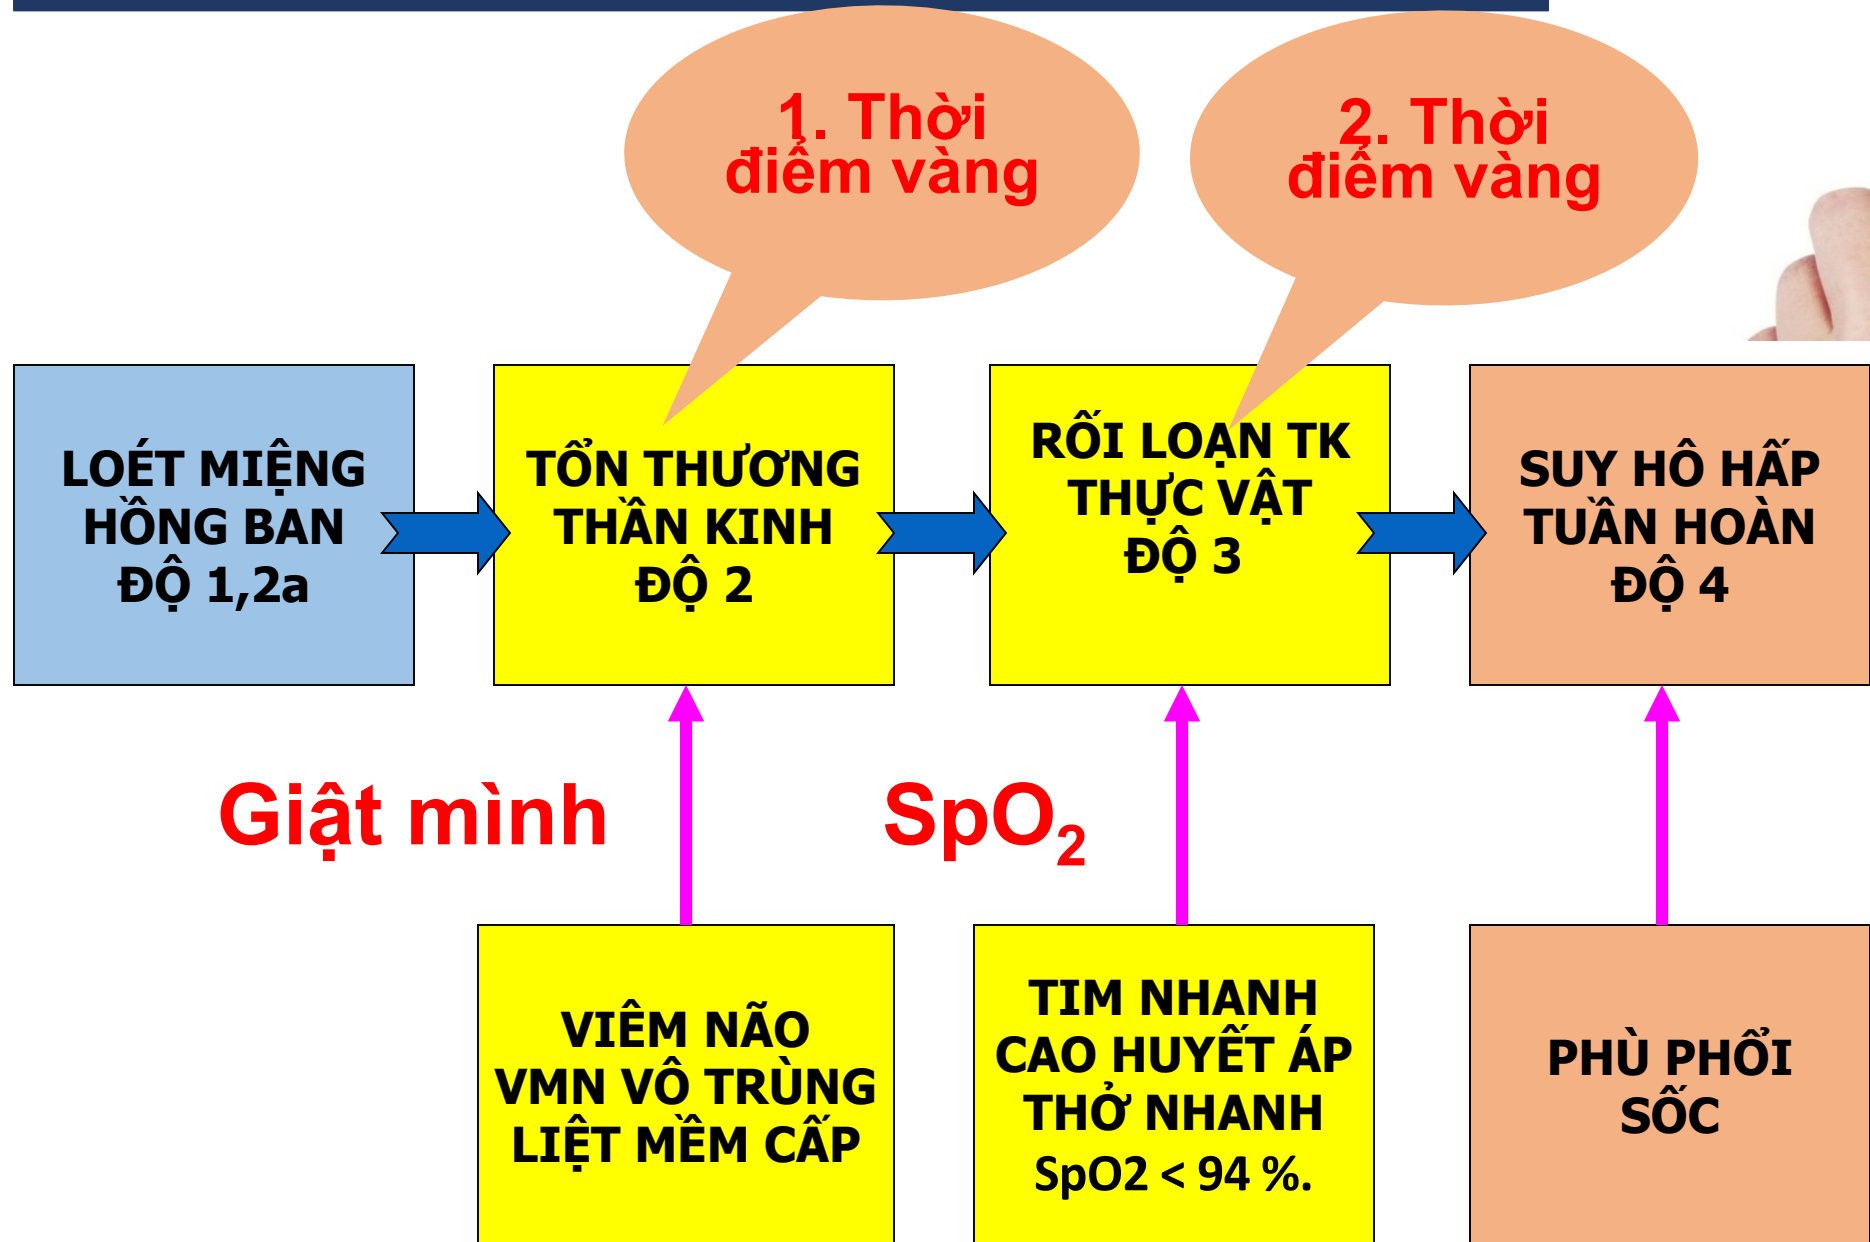 1. Thời
điểm vàng
2. Thời
điểm vàng
LOÉT MIỆNG
HỒNG BAN
ĐỘ 1,2a
TỔN THƯƠNG
THẦN KINH
ĐỘ 2
RỐI LOẠN TK
THỰC VẬT
ĐỘ 3
SUY HÔ HẤP
TUẦN HOÀN
ĐỘ 4
Giật mình
SpO₂
VIÊM NÃO
VMN VÔ TRÙNG
LIỆT MỀM CẤP
TIM NHANH
CAO HUYẾT ÁP
THỞ NHANH
SpO2 < 94 %.
PHÙ PHỔI
SỐC